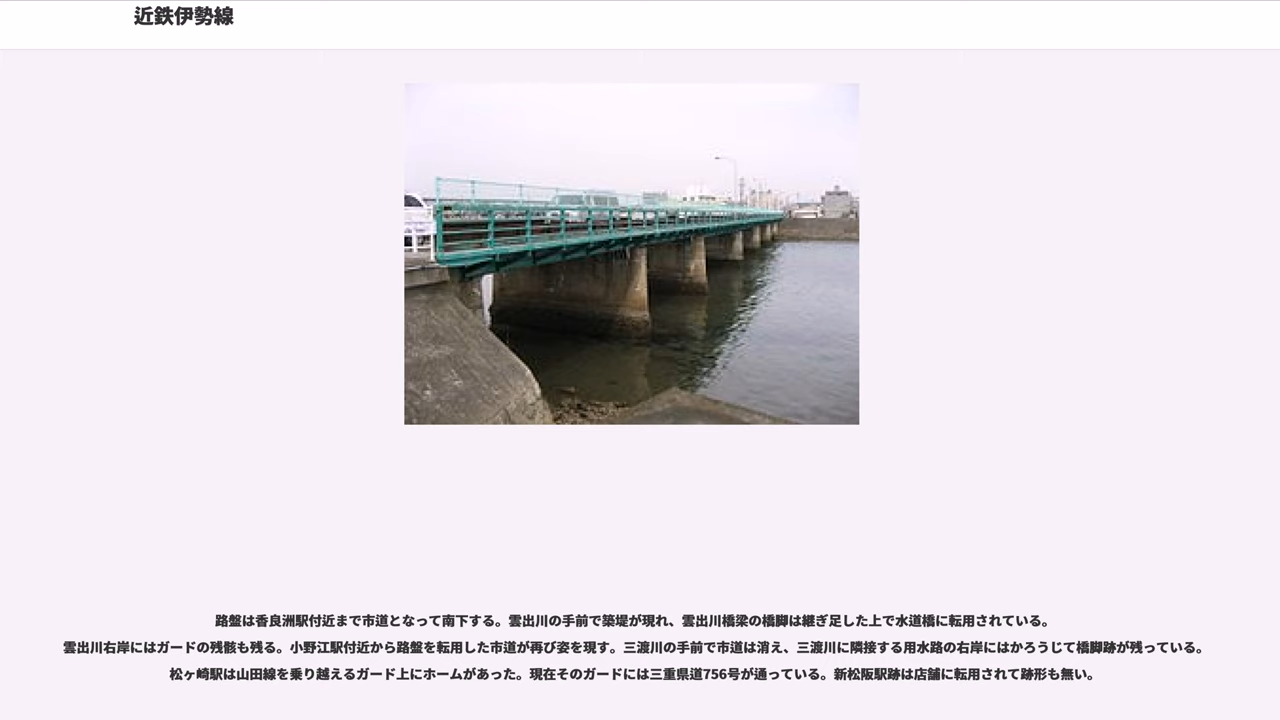 近鉄伊勢線
路盤は香良洲駅付近まで市道となって南下する。雲出川の手前で築堤が現れ、雲出川橋梁の橋脚は継ぎ足した上で水道橋に転用されている。
雲出川右岸にはガードの残骸も残る。小野江駅付近から路盤を転用した市道が再び姿を現す。三渡川の手前で市道は消え、三渡川に隣接する用水路の右岸にはかろうじて橋脚跡が残っている。
松ヶ崎駅は山田線を乗り越えるガード上にホームがあった。現在そのガードには三重県道756号が通っている。新松阪駅跡は店舗に転用されて跡形も無い。